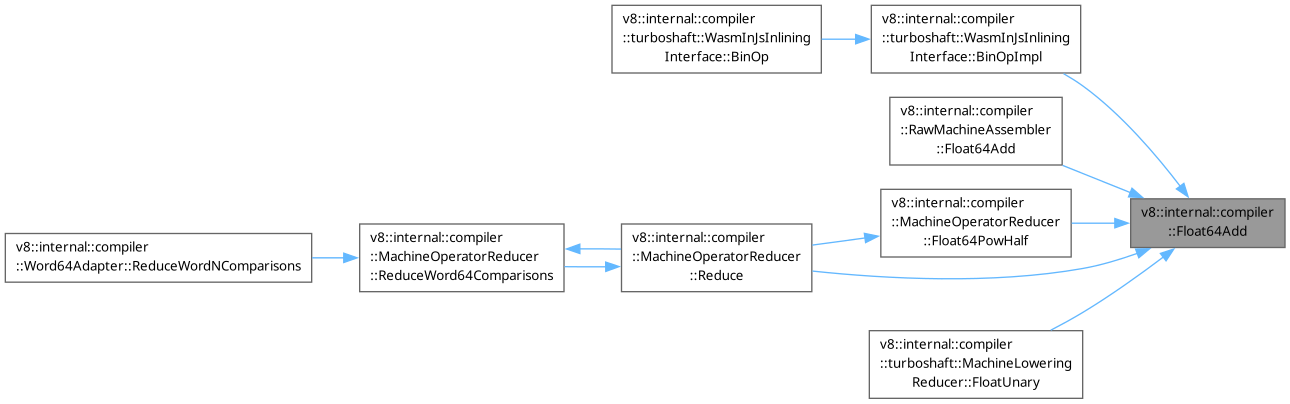 v8::internal::compiler
::turboshaft::WasmInJsInlining
Interface::BinOp
v8::internal::compiler
::turboshaft::WasmInJsInlining
Interface::BinOpImpl
v8::internal::compiler
::RawMachineAssembler
::Float64Add
v8::internal::compiler
::MachineOperatorReducer
::Float64PowHalf
v8::internal::compiler
::Float64Add
v8::internal::compiler
::Word64Adapter::ReduceWordNComparisons
v8::internal::compiler
::MachineOperatorReducer
::ReduceWord64Comparisons
v8::internal::compiler
::MachineOperatorReducer
::Reduce
v8::internal::compiler
::turboshaft::MachineLowering
Reducer::FloatUnary